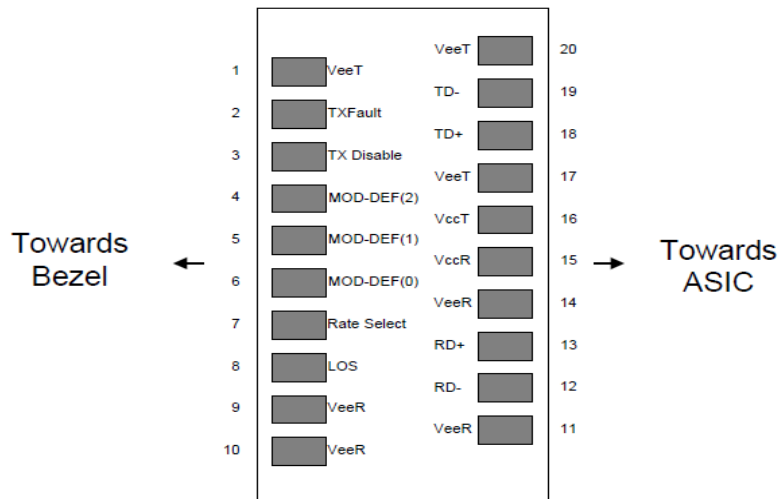 VeeT 20
1 VeeT
TD- 19
2 TXFault
TD+ 18
3 TX Disable
VeeT 17
4 MOD-DEF(2)
VccT 16
5 MOD-DEF(1)
Towards
Bezel
VccR 15
Towards
ASIC
6 MOD-DEF(0)
VeeR 14
7 Rate Select
RD+ 13
8 LOS
RD- 12
9 VeeR
VeeR 11
10 VeeR